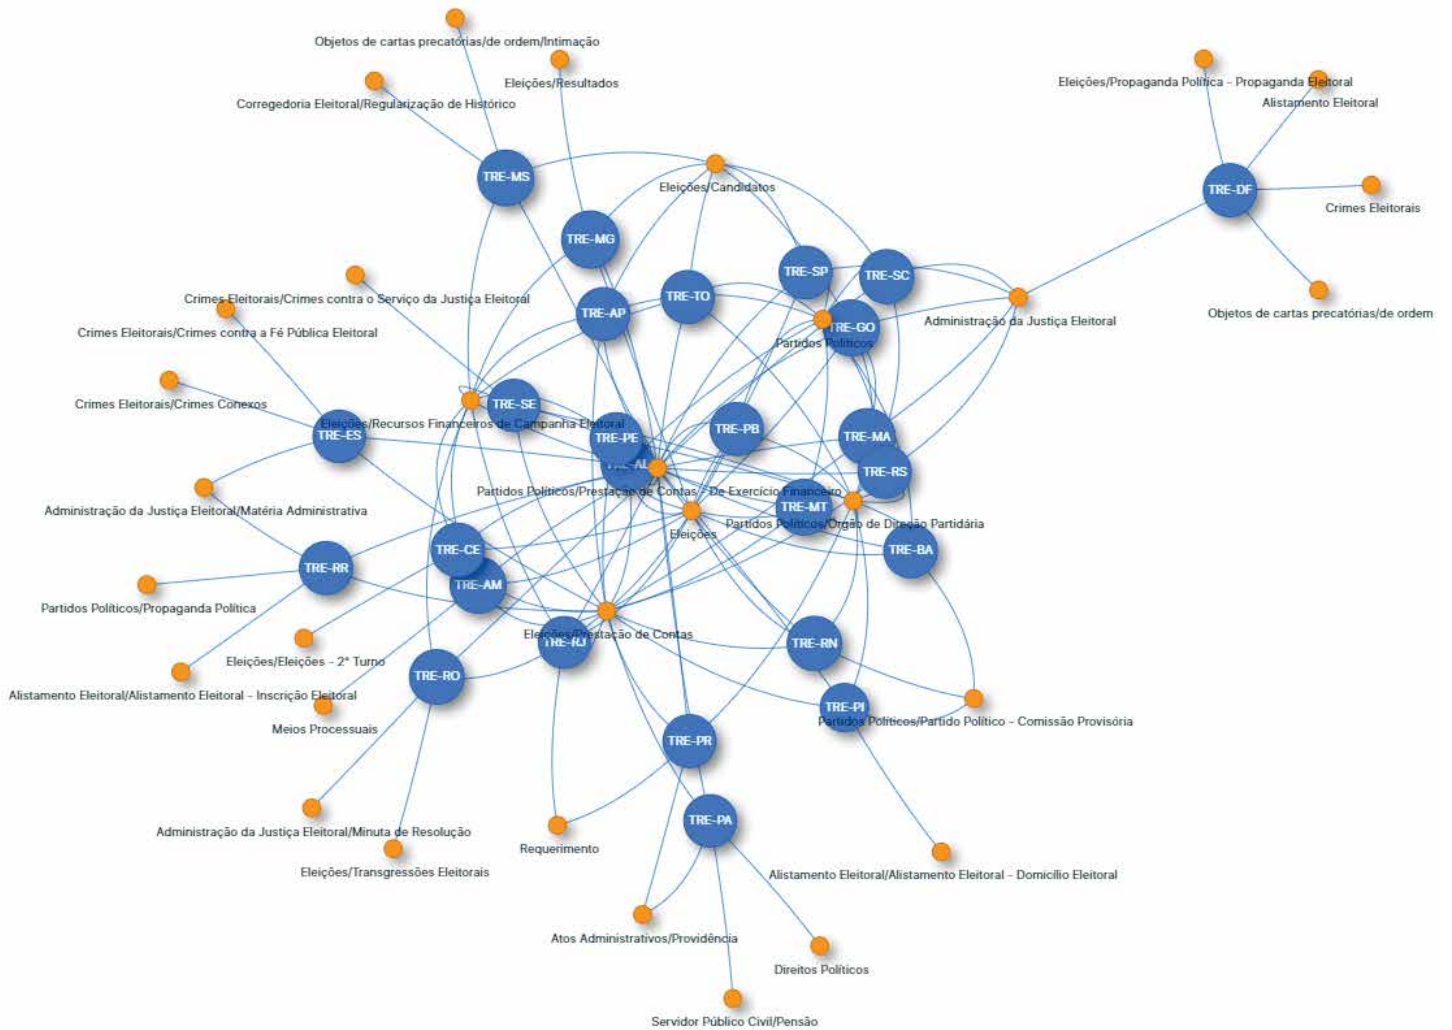 Objetos de cartas precatórias/de ordem/Intimação
Eleições/Resultados
Eleições/Propaganda Política - Propaganda Eleitoral
Alistamento Eleitoral
Corregedoria Eleitoral/Regularização de Histórico
TRE-MS
Eleições/Candidatos
TRE-DF
Crimes Eleitorais
TRE-MG
TRE-SP
TRE-SC
Crimes Eleitorais/Crimes contra o Serviço da Justiça Eleitoral
TRE-TO
TRE-AP
Objetos de cartas precatórias/de ordem
Administração da Justiça Eleitoral
TRE-GO
Crimes Eleitorais/Crimes contra a Fé Pública Eleitoral
Partidos Políticos
Crimes Eleitorais/Crimes Conexos
TRE-SE
Eleições/Recursos Financeiros de Campanha Eleitoral
TRE-ES
TRE-PE
TRE-PB
TRE-MA
TRE-AL
TRE-RS
Partidos Políticos/Prestação de Contas - De Exercício Financeiro
TRE-MT
Administração da Justiça Eleitoral/Matéria Administrativa
Partidos Políticos/Órgão de Direção Partidária
Eleições
TRE-CE
TRE-BA
TRE-RR
TRE-AM
Partidos Políticos/Propaganda Política
Eleições/Prestação de Contas
TRE-RJ
TRE-RN
Eleições/Eleições - 2° Turno
TRE-RO
Alistamento Eleitoral/Alistamento Eleitoral - Inscrição Eleitoral
TRE-PI
Partidos Políticos/Partido Político - Comissão Provisória
Meios Processuais
TRE-PR
TRE-PA
Administração da Justiça Eleitoral/Minuta de Resolução
Requerimento
Eleições/Transgressões Eleitorais
Alistamento Eleitoral/Alistamento Eleitoral - Domicílio Eleitoral
Atos Administrativos/Providência
Direitos Políticos
Servidor Público Civil/Pensão